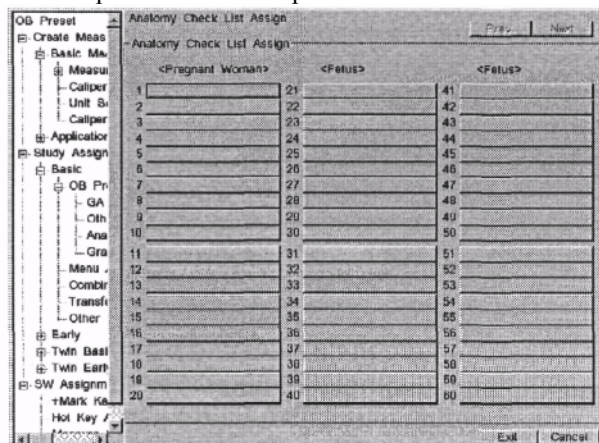 OB Preset
Create Meas
Basic Me
Measur
Caliper
Unit S
Caliper
Application
Study Assign
Basic
OB Pr
GA
Oth
Ana
Gra
Menu
Combin
Transfe
Other
Early
Twin Basi
Twin Earl
SW Assignm
+Mark Ke
Hot Key
Anatomy Check List Assign
Prev Next
Anatomy Check List Assign
<Pregnant Woman> <Fetus> <Fetus>
1 21 41
2 22 42
3 23 43
4 24 44
5 25 45
6 26 46
7 27 47
8 28 48
9 29 49
10 30 50
11 31 51
12 32 52
13 33 53
14 34 54
15 35 55
16 36 56
17 37 57
18 38 58
19 39 59
20 40 60
Exit Cancel